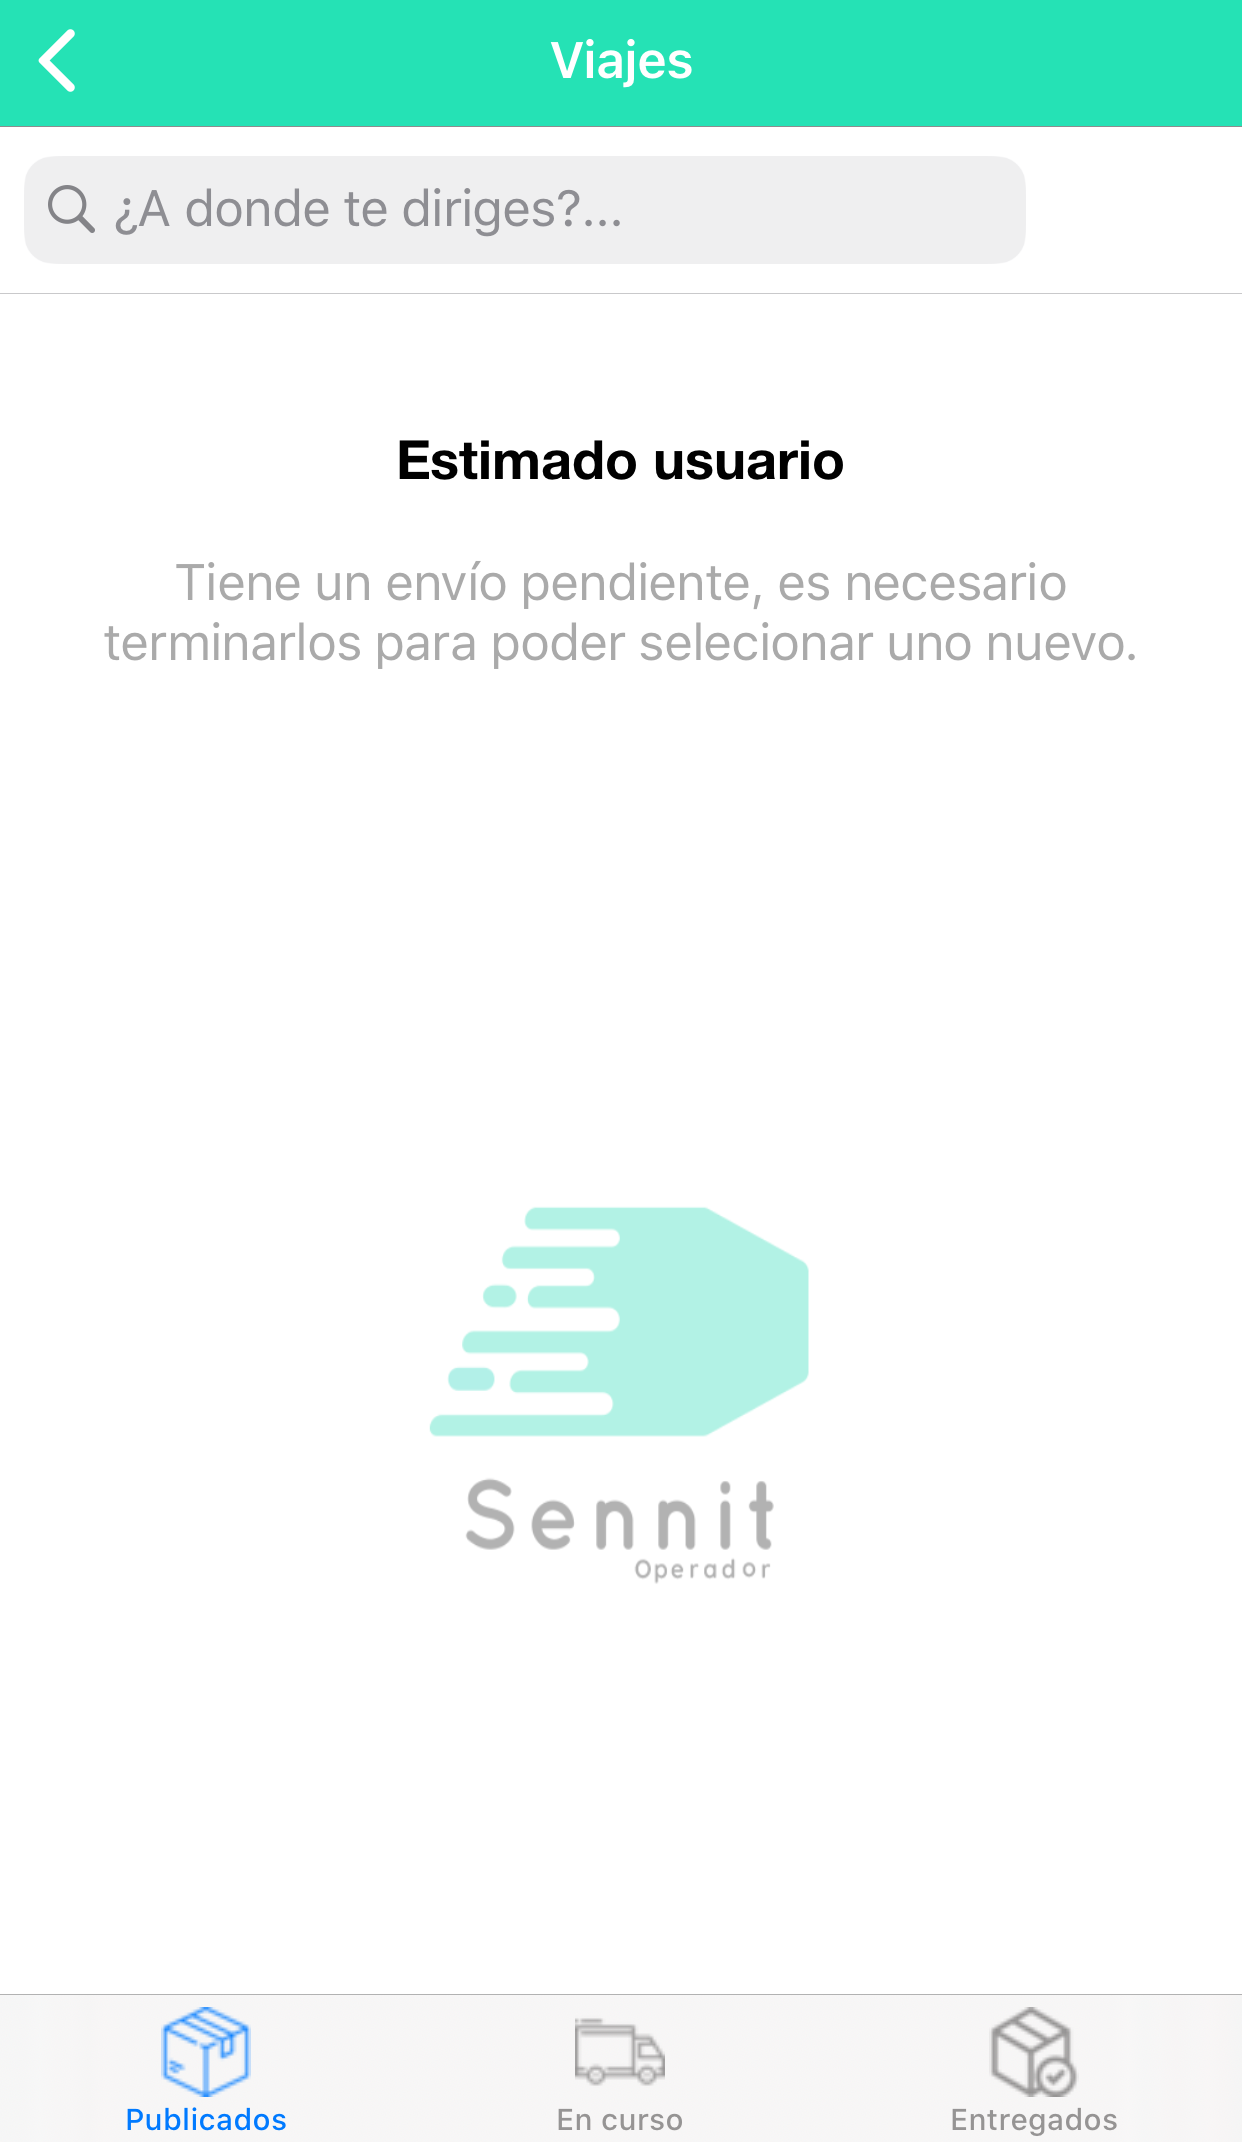 Viajes
¿A donde te diriges?...
Estimado usuario
Tiene un envío pendiente, es necesario
terminarlos para poder selecionar uno nuevo.
Sennit
Operador
Publicados
En curso
Entregados